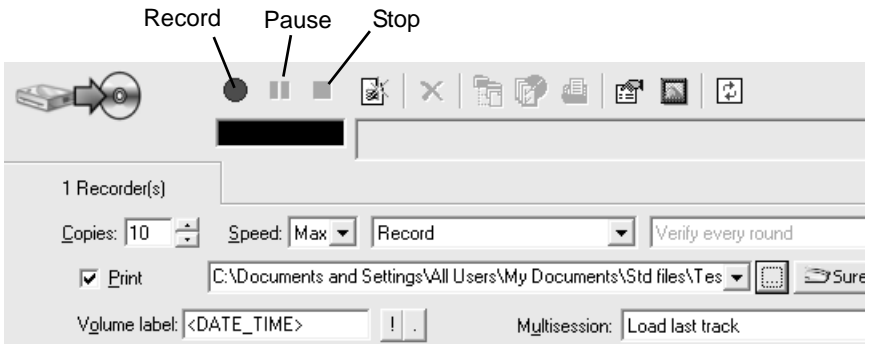 Record Pause Stop
1 Recorder(s)
Copies: 10 Speed: Max Record Verify every round
Print C:\Documents and Settings\All Users\My Documents\Std files\Tes ... Sure
Volume label: <DATE_TIME> ! . Multisession: Load last track